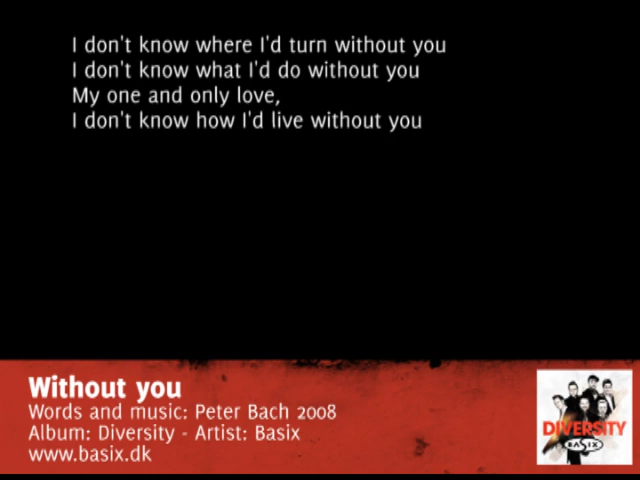 I don't know where I'd turn without you
I don't know what I'd do without you
My one and only love,
I don't know how I'd live without you
Without you
Words and music: Peter Bach 2008
Album: Diversity - Artist: Basix
www.basix.dk
DIVERSITY
BASIX